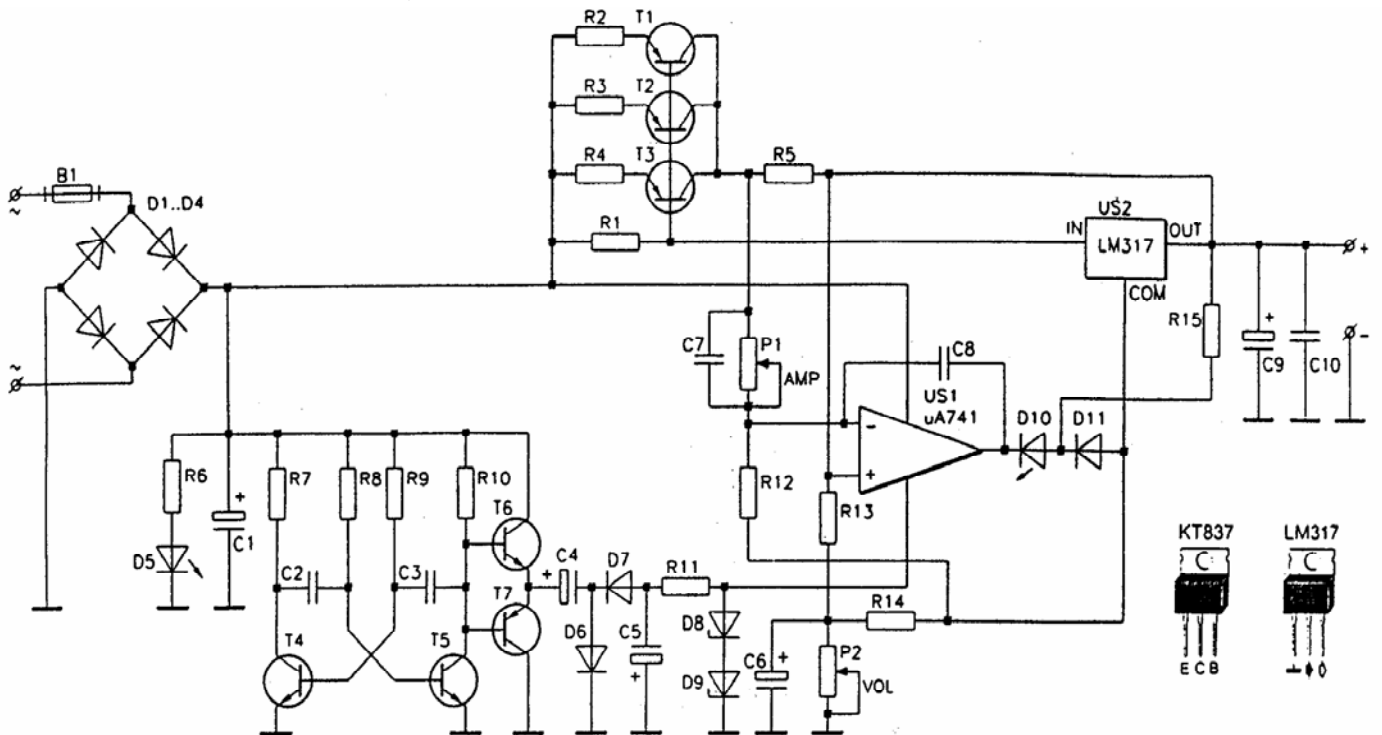 R2
T1
R3
T2
R4
T3
R5
R1
B1
~
D1..D4
~
US2
IN
LM317
OUT
COM
+
-
R15
+
C9
C10
C7
P1
AMP
C8
US1
uA741
-
+
D10
D11
R12
R13
R6
R7
R8
R9
R10
+
C1
D5
C2
C3
T6
T7
T4
T5
+
C4
D7
D6
C5
+
R11
D8
D9
C6
+
R14
P2
VOL
KT837
C
E C B
LM317
C